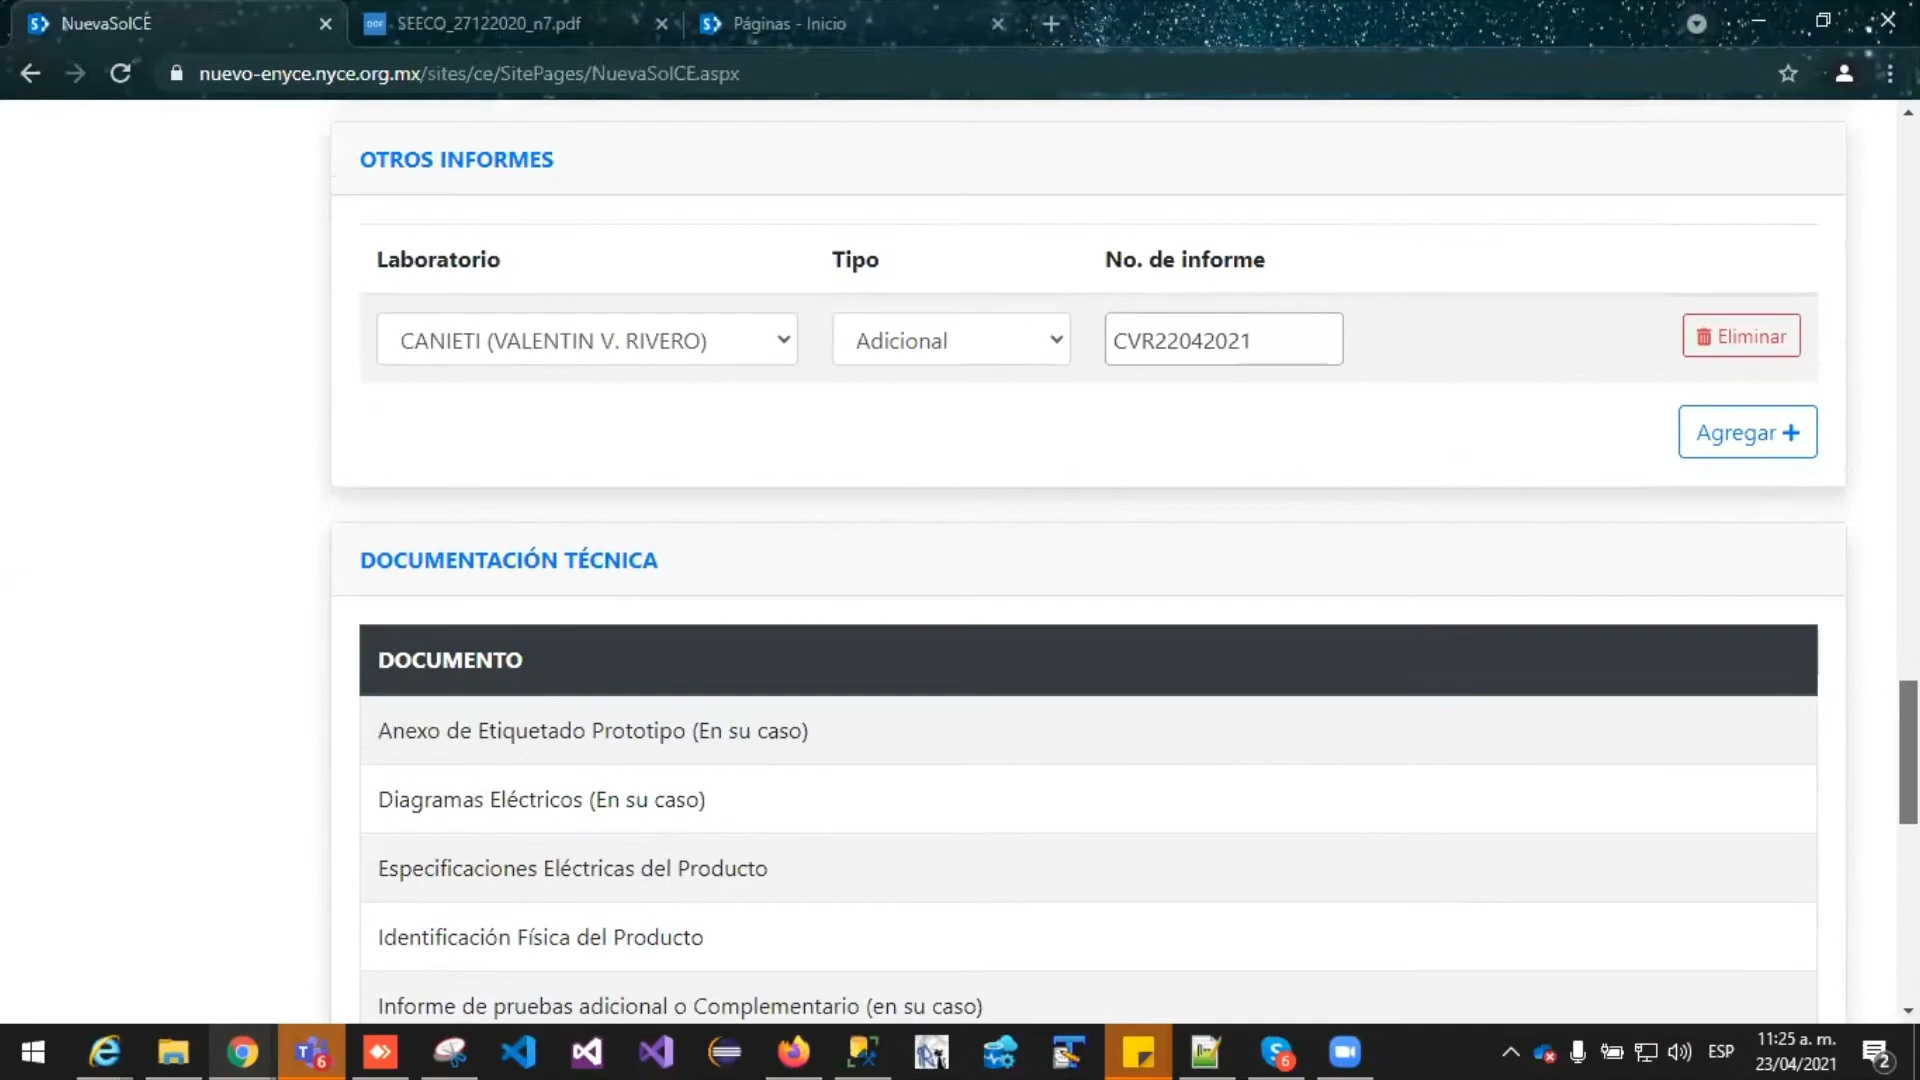 NuevaSolCE
SEECO_27122020_n7.pdf
Páginas - Inicio
nuevo-enyce.nyce.org.mx/sites/ce/SitePages/NuevaSolCE.aspx
OTROS INFORMES
Laboratorio Tipo No. de informe
CANIETI (VALENTIN V. RIVERO) Adicional CVR22042021 Eliminar
Agregar +
DOCUMENTACIÓN TÉCNICA
DOCUMENTO
Anexo de Etiquetado Prototipo (En su caso)
Diagramas Eléctricos (En su caso)
Especificaciones Eléctricas del Producto
Identificación Física del Producto
Informe de pruebas adicional o Complementario (en su caso)
ESP
11:25 a. m.
23/04/2021
2
6
6